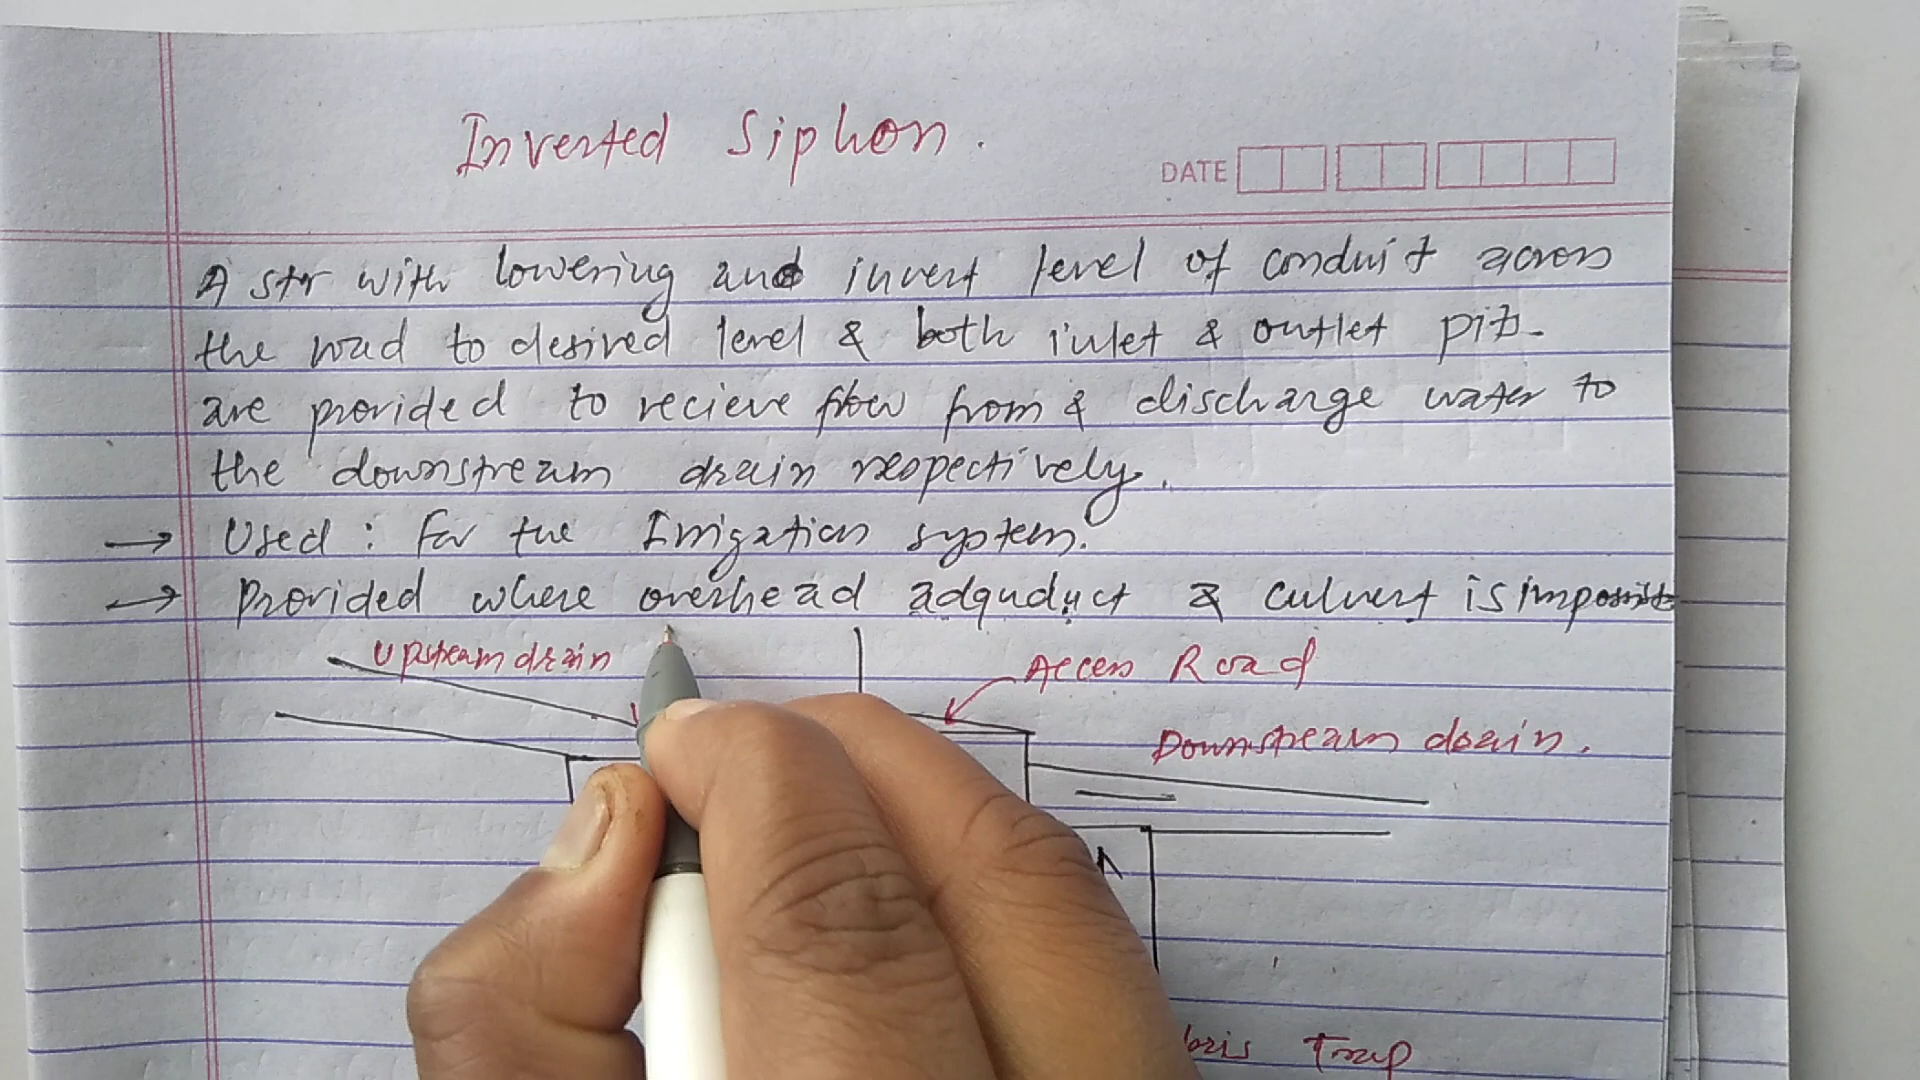 Inverted Siphon.
DATE
A str with lowering and invert level of conduit across
the road to desired level & both inlet & outlet pit
are provided to recieve flow from & discharge water to
the downstream drain respectively.
→ Used : For the Irrigation system.
→ Provided where overhead adquduct & culvert is impossible
Upstream drain
Access Road
Downstream drain.
bris Trap